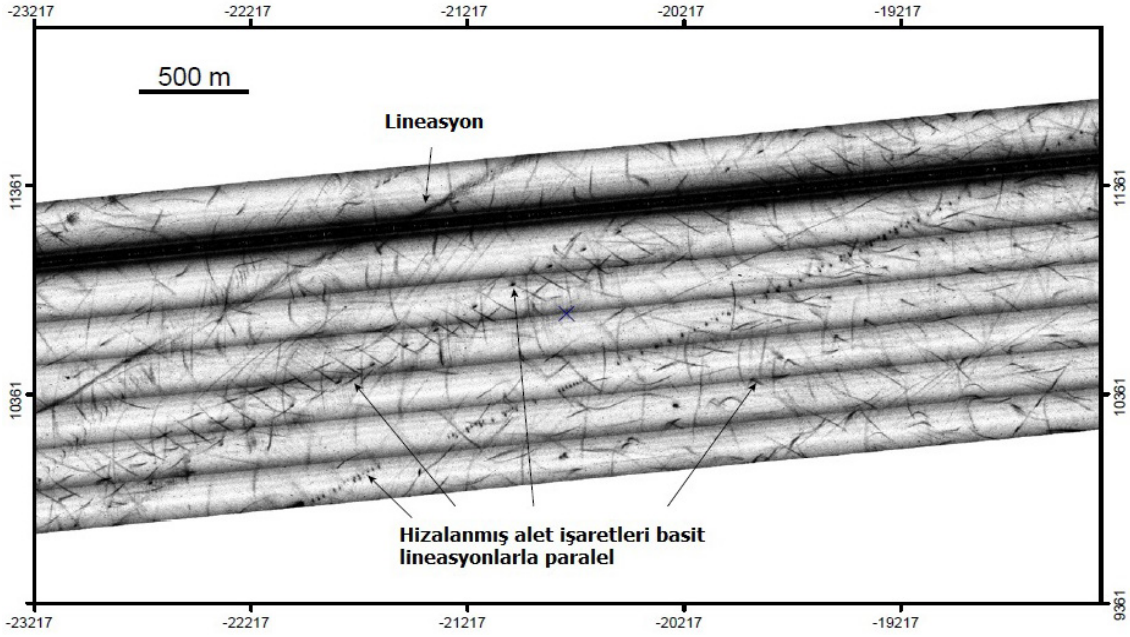 -23217 -22217 -21217 -20217 -19217
500 m
Lineasyon
11361 11361
10361 10361
Hizalanmış alet işaretleri basit
lineasyonlarla paralel
9361
-23217 -22217 -21217 -20217 -19217